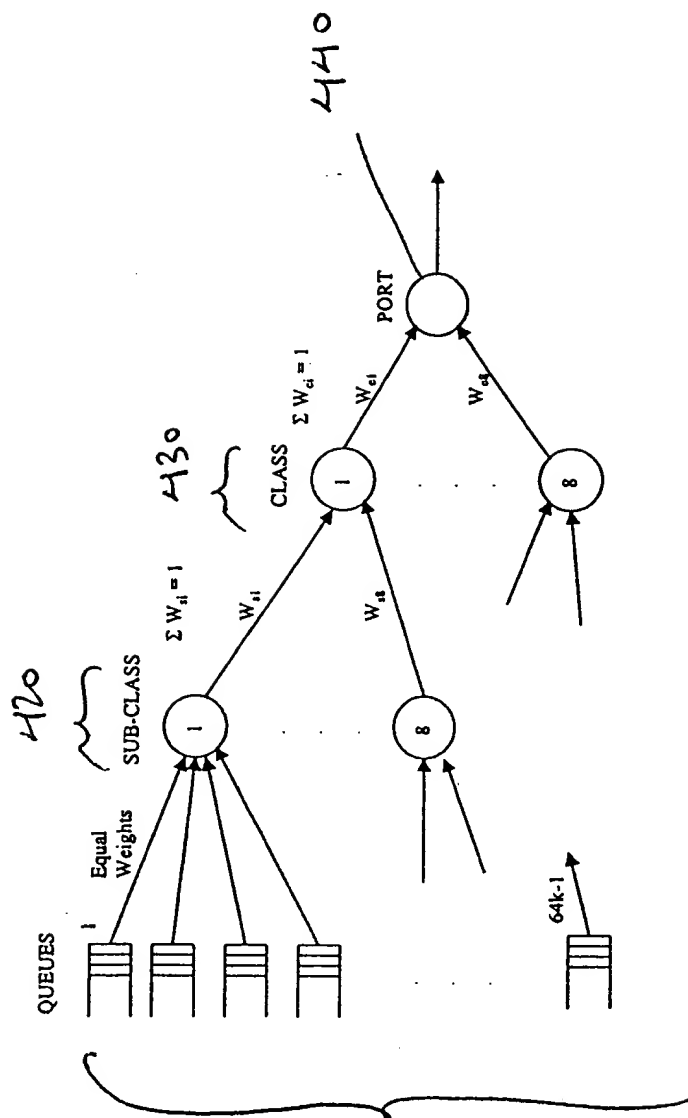 440
PORT
Σ W_ci = 1
W_c1
W_c8
430
CLASS
1
8
Σ W_si = 1
W_s1
W_s8
420
SUB-CLASS
1
8
Equal
Weights
QUEUES
1
64k-1